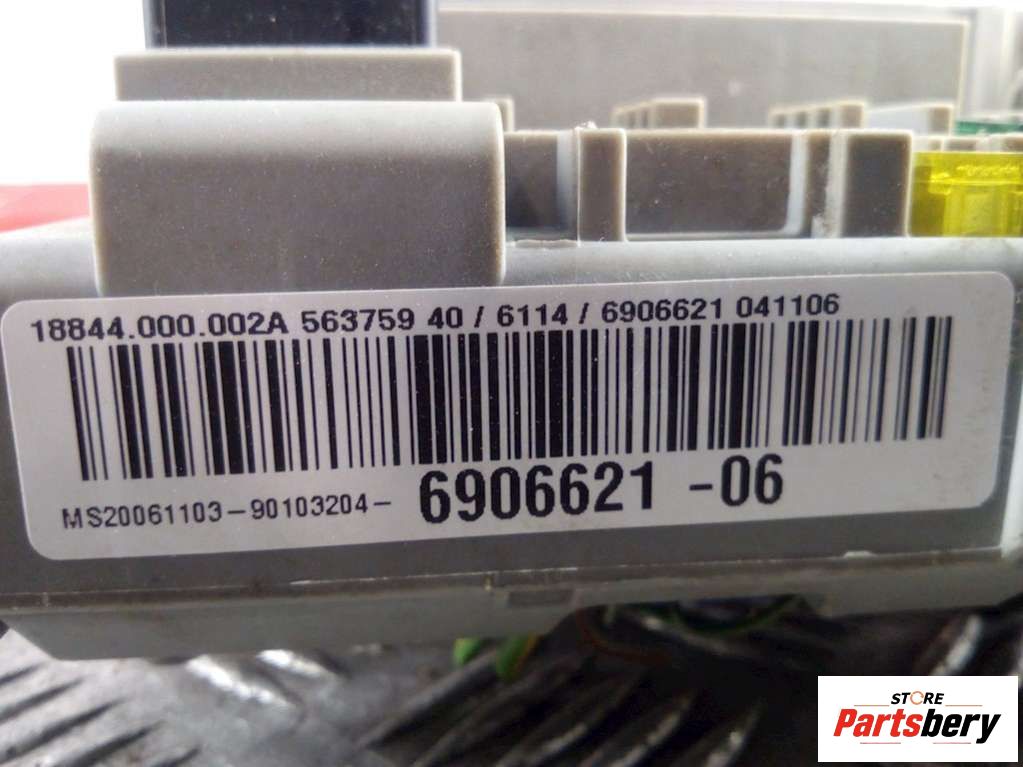 18844.000.002A 563759 40 / 6114 / 6906621 041106
MS20061103-90103204- 6906621 -06
STORE
Partsbery